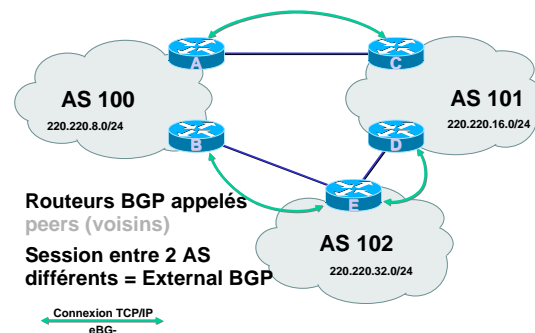 A
C
AS 100
220.220.8.0/24
AS 101
220.220.16.0/24
B
D
E
Routeurs BGP appelés
peers (voisins)
Session entre 2 AS
différents = External BGP
AS 102
220.220.32.0/24
Connexion TCP/IP
eBG-